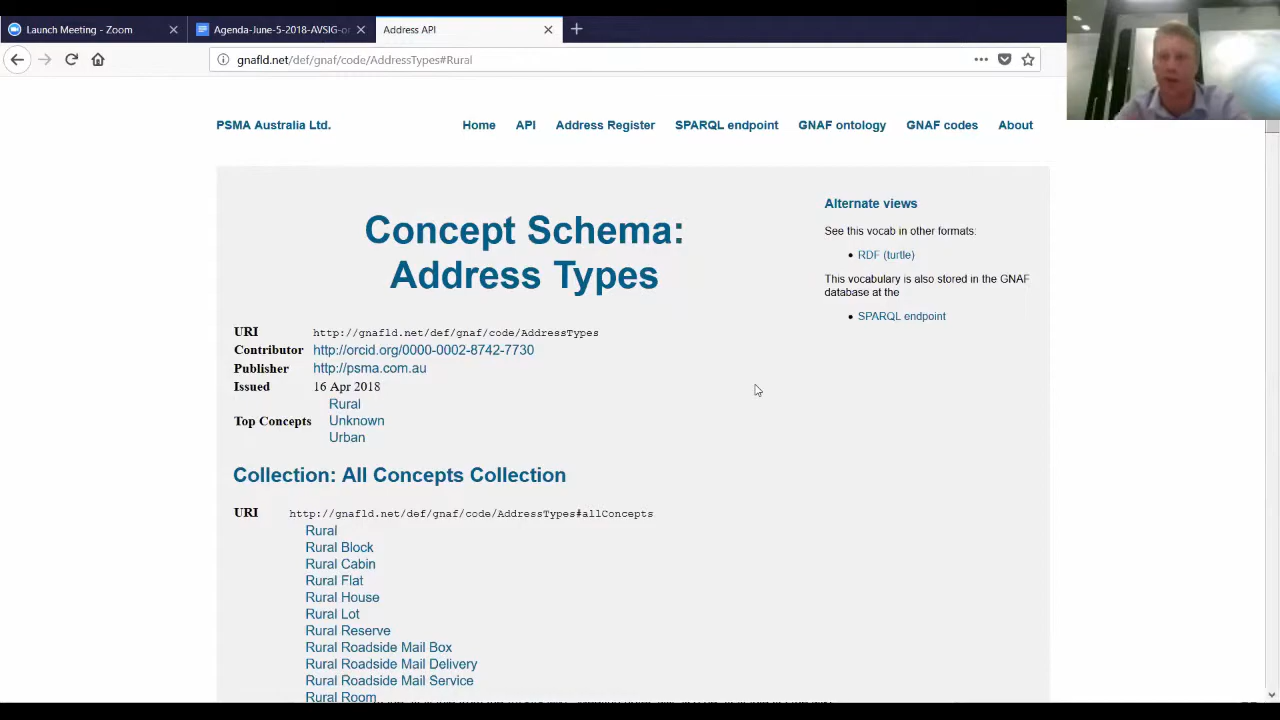 Launch Meeting - Zoom
Agenda-June-5-2018-AVSIG-or
Address API
gnafld.net/def/gnaf/code/AddressTypes#Rural
PSMA Australia Ltd.
Home
API
Address Register
SPARQL endpoint
GNAF ontology
GNAF codes
About
Concept Schema:
Address Types
Alternate views
See this vocab in other formats:
RDF (turtle)
This vocabulary is also stored in the GNAF
database at the
SPARQL endpoint
URI http://gnafld.net/def/gnaf/code/AddressTypes
Contributor http://orcid.org/0000-0002-8742-7730
Publisher http://psma.com.au
Issued 16 Apr 2018
Rural
Top Concepts Unknown
Urban
Collection: All Concepts Collection
URI http://gnafld.net/def/gnaf/code/AddressTypes#allConcepts
Rural
Rural Block
Rural Cabin
Rural Flat
Rural House
Rural Lot
Rural Reserve
Rural Roadside Mail Box
Rural Roadside Mail Delivery
Rural Roadside Mail Service
Rural Room